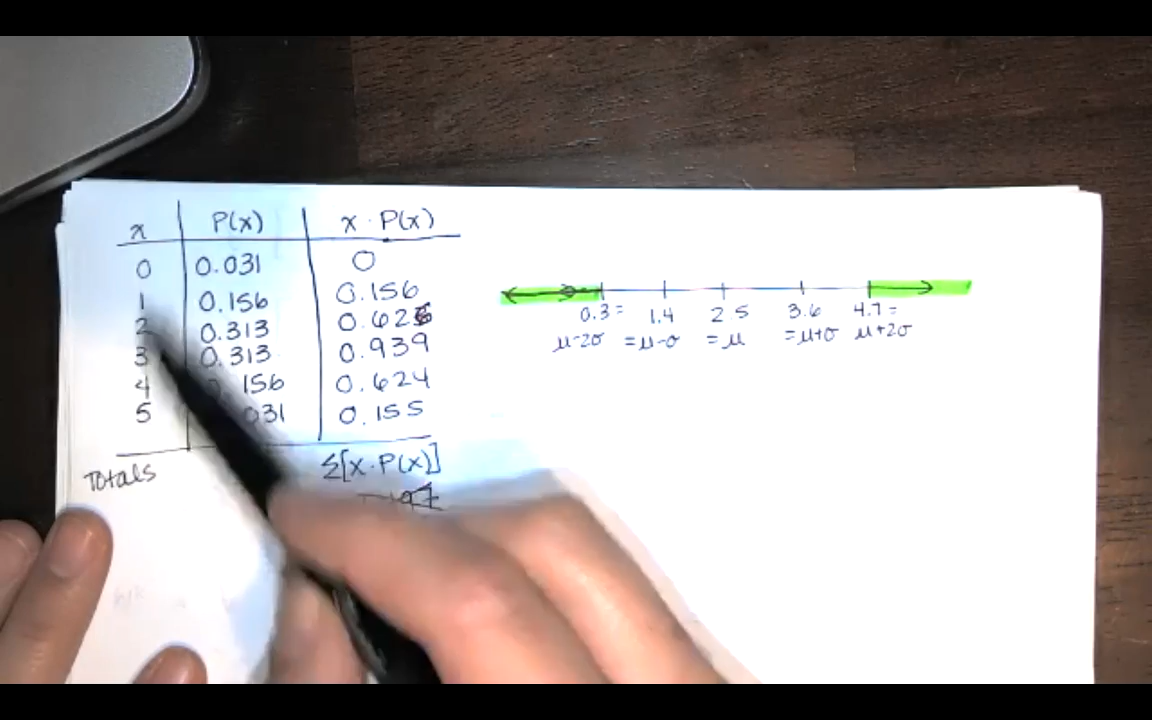 x P(x) x · P(x)
0 0.031 0
1 0.156 0.156
2 0.313 0.626
3 0.313 0.939
4 0. 156 0.624
5 031 0.155
Totals Σ[x·P(x)]
0.3= 1.4 2.5 3.6 4.7=
μ-2σ =μ-σ =μ =μ+σ μ+2σ